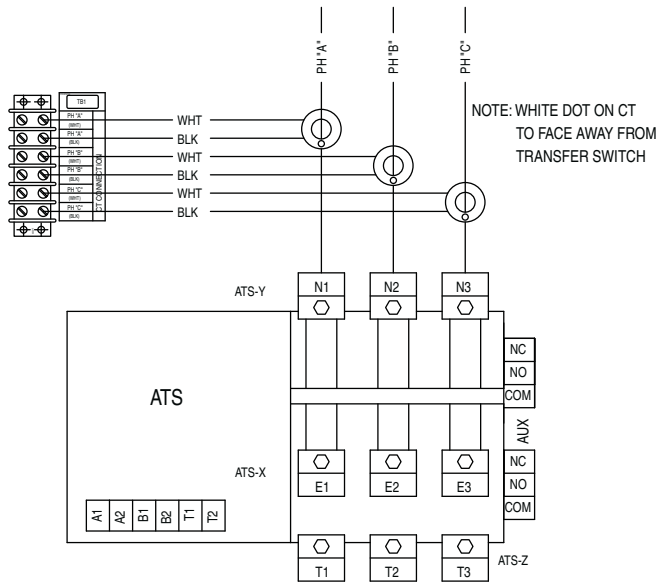 PH "A"
PH "B"
PH "C"
TB1
PH "A"
(WHT)
PH "A"
(BLK)
PH "B"
(WHT)
PH "B"
(BLK)
PH "C"
(WHT)
PH "C"
(BLK)
CT CONNECTION
WHT
BLK
WHT
BLK
WHT
BLK
NOTE: WHITE DOT ON CT
TO FACE AWAY FROM
TRANSFER SWITCH
ATS-Y
N1
N2
N3
ATS
NC
NO
COM
AUX
ATS-X
E1
E2
E3
NC
NO
COM
A1
A2
B1
B2
T1
T2
T1
T2
T3
ATS-Z